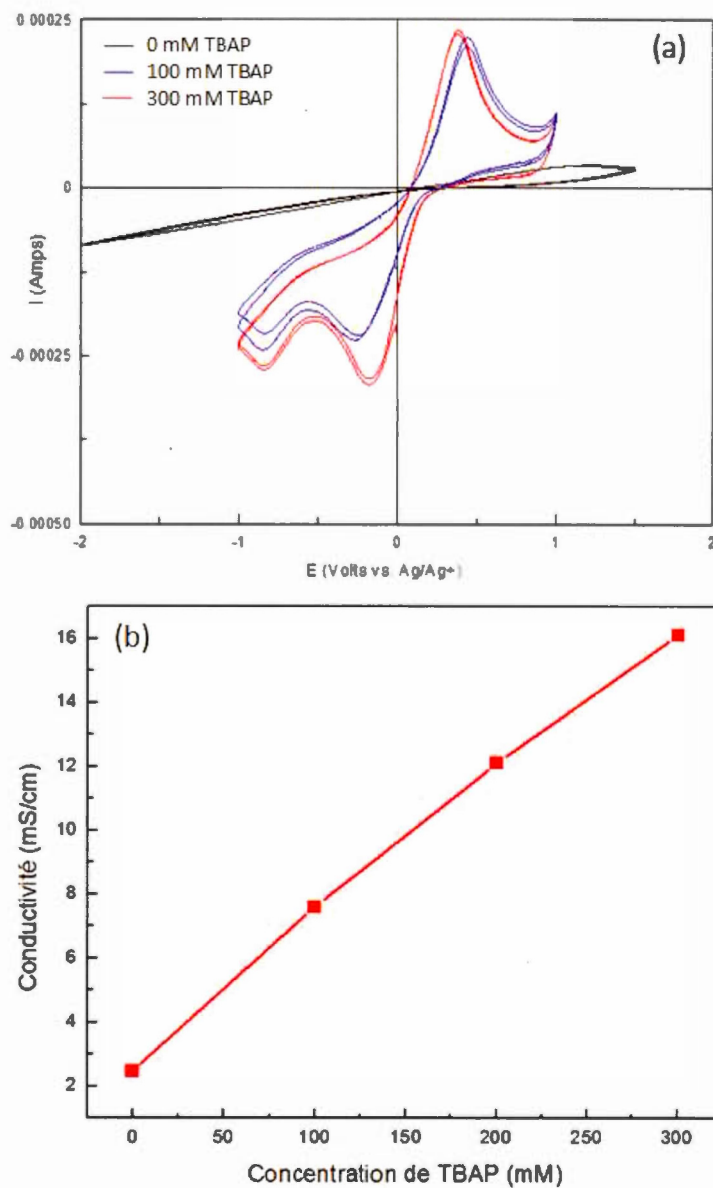 0 00025
0 mM TBAP
100 mM TBAP
300 mM TBAP
(a)
0
I (Amps)
-0 00025
-0.00050
-2
-1
0
1
2
E (Volts vs. Ag/Ag+)
(b)
16
14
12
10
8
6
4
2
Conductivité (mS/cm)
0
50
100
150
200
250
300
Concentration de TBAP (mM)